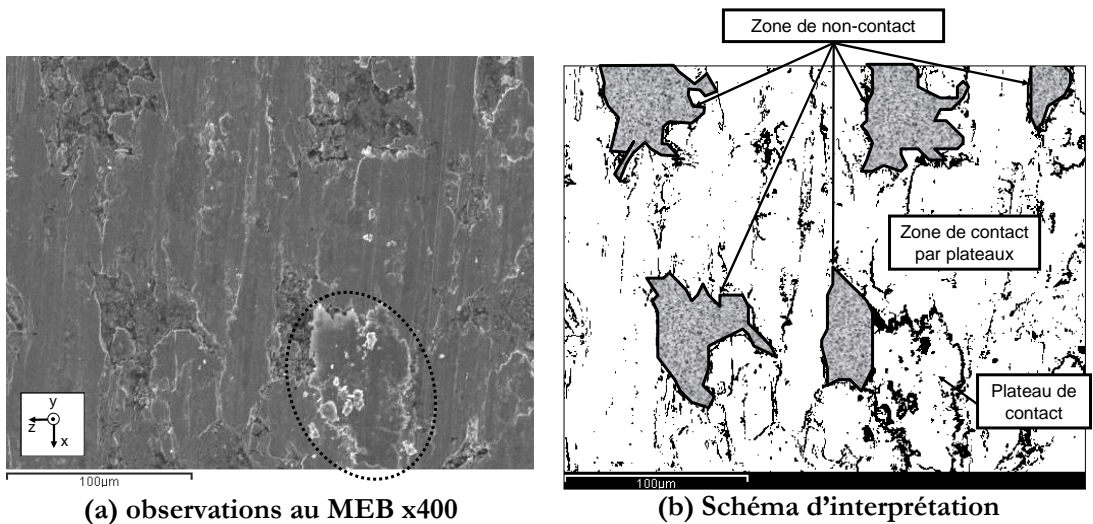 Zone de non-contact
Zone de contact
par plateaux
Plateau de
contact
y
z
x
100µm
100µm
(a) observations au MEB x400
(b) Schéma d'interprétation